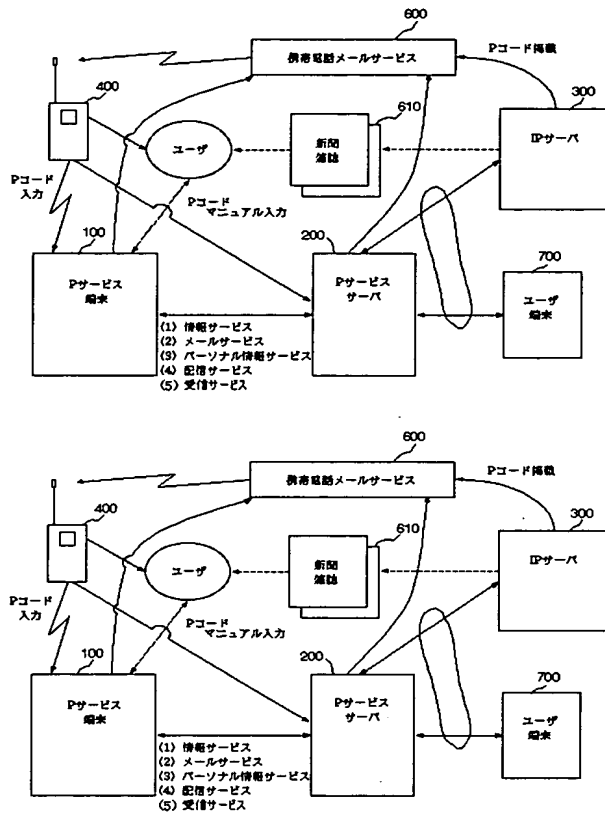 600
携帯電話メールサービス
Pコード掲載
400
300
IPサーバ
610
新聞
雑誌
ユーザ
Pコード
入力
Pコード
マニュアル入力
100
Pサービス
端末
200
Pサービス
サーバ
700
ユーザ
端末
(1) 情報サービス
(2) メールサービス
(3) パーソナル情報サービス
(4) 配信サービス
(5) 受信サービス
600
携帯電話メールサービス
Pコード掲載
400
300
IPサーバ
610
新聞
雑誌
ユーザ
Pコード
入力
Pコード
マニュアル入力
100
Pサービス
端末
200
Pサービス
サーバ
700
ユーザ
端末
(1) 情報サービス
(2) メールサービス
(3) パーソナル情報サービス
(4) 配信サービス
(5) 受信サービス